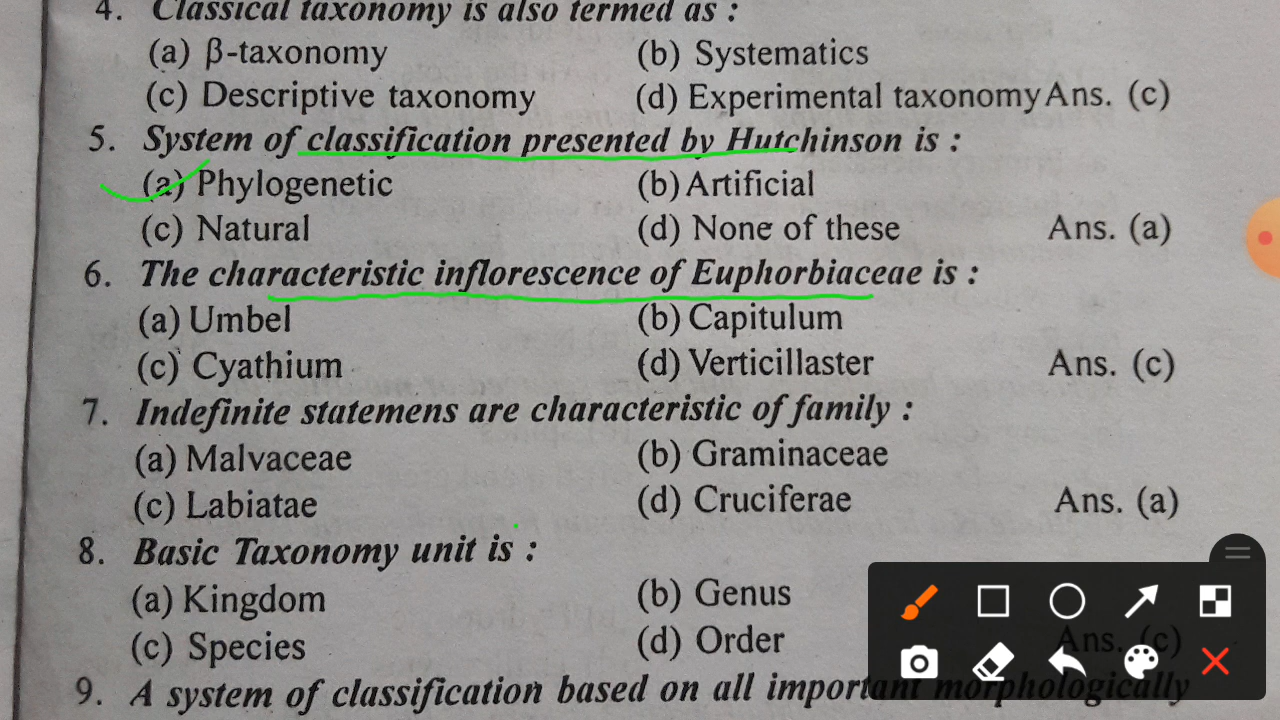 4. Classical taxonomy is also termed as :
(a) β-taxonomy (b) Systematics
(c) Descriptive taxonomy (d) Experimental taxonomy Ans. (c)
5. System of classification presented by Hutchinson is :
(a) Phylogenetic (b) Artificial
(c) Natural (d) None of these Ans. (a)
6. The characteristic inflorescence of Euphorbiaceae is :
(a) Umbel (b) Capitulum
(c) Cyathium (d) Verticillaster Ans. (c)
7. Indefinite statemens are characteristic of family :
(a) Malvaceae (b) Graminaceae
(c) Labiatae (d) Cruciferae Ans. (a)
8. Basic Taxonomy unit is :
(a) Kingdom (b) Genus
(c) Species (d) Order Ans. (c)
9. A system of classification based on all important morphologically